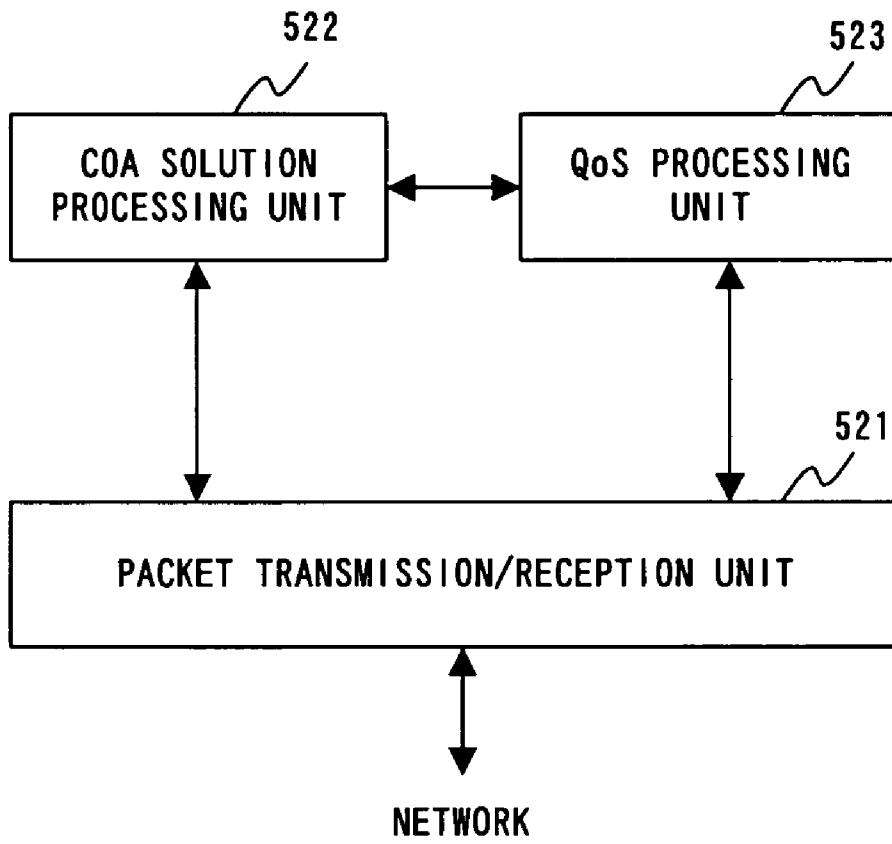 522
523
COA SOLUTION
PROCESSING UNIT
QoS PROCESSING
UNIT
521
PACKET TRANSMISSION/RECEPTION UNIT
NETWORK